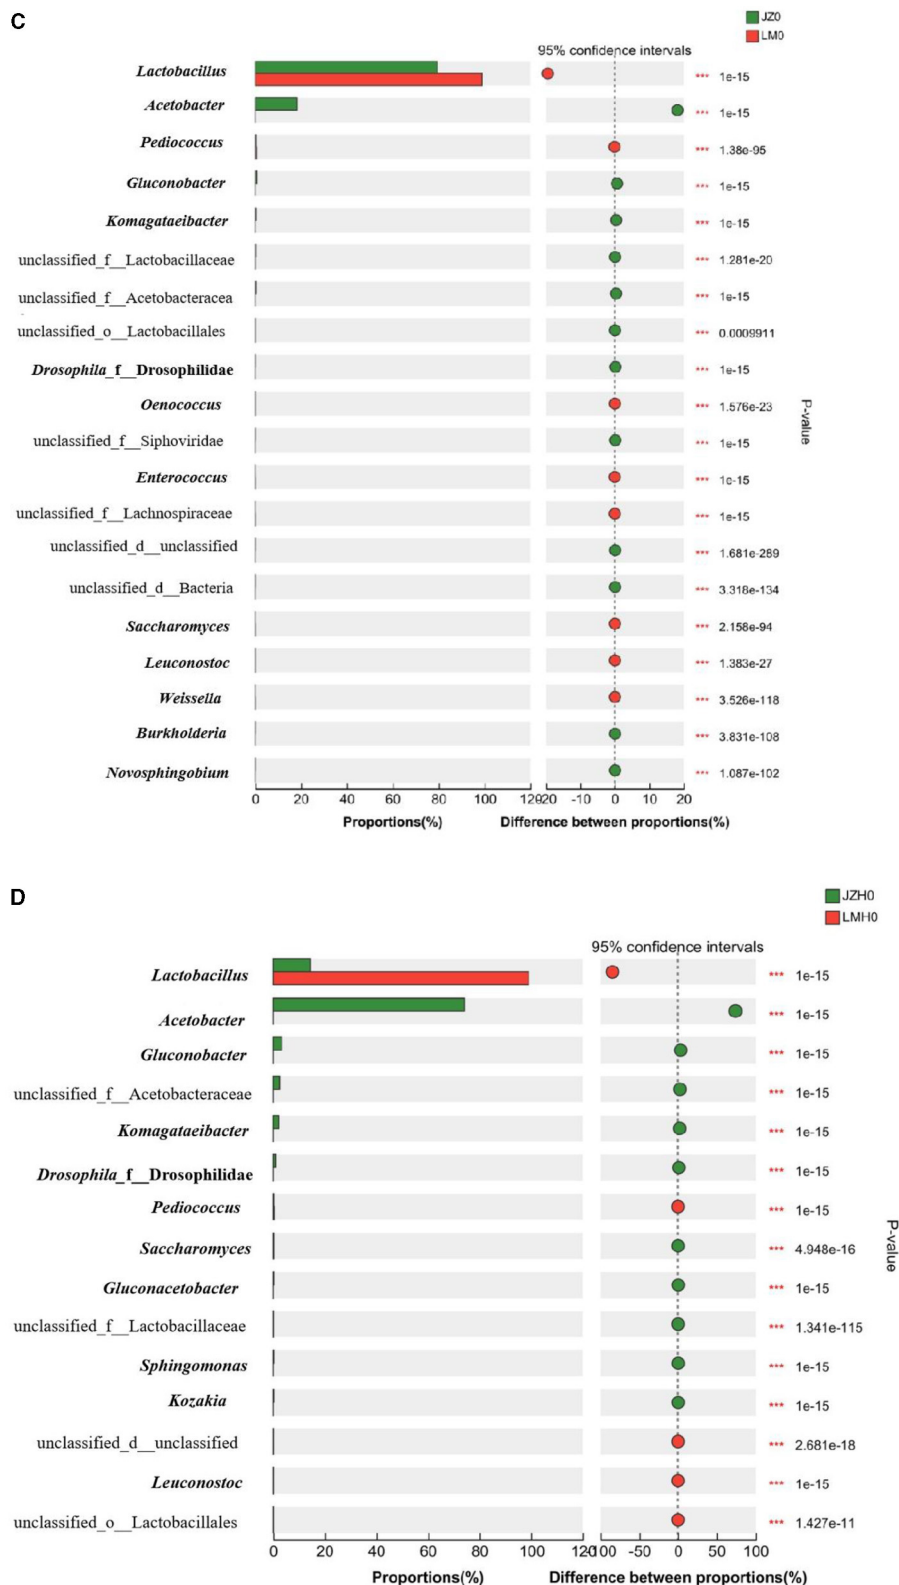 C
JZ0
LM0
95% confidence intervals
Lactobacillus *** 1e-15
Acetobacter *** 1e-15
Pediococcus *** 1.38e-95
Gluconobacter *** 1e-15
Komagataeibacter *** 1e-15
unclassified_f__Lactobacillaceae *** 1.281e-20
unclassified_f__Acetobacteracea *** 1e-15
unclassified_o__Lactobacillales *** 0.0009911
Drosophila_f__Drosophilidae *** 1e-15
Oenococcus *** 1.576e-23
unclassified_f__Siphoviridae *** 1e-15
Enterococcus *** 1e-15
unclassified_f__Lachnospiraceae *** 1e-15
unclassified_d__unclassified *** 1.681e-289
unclassified_d__Bacteria *** 3.318e-134
Saccharomyces *** 2.158e-94
Leuconostoc *** 1.383e-27
Weissella *** 3.526e-118
Burkholderia *** 3.831e-108
Novosphingobium *** 1.087e-102
P-value
0 20 40 60 80 100 120 -20 -10 0 10 20
Proportions(%) Difference between proportions(%)
D
JZH0
LMH0
95% confidence intervals
Lactobacillus *** 1e-15
Acetobacter *** 1e-15
Gluconobacter *** 1e-15
unclassified_f__Acetobacteraceae *** 1e-15
Komagataeibacter *** 1e-15
Drosophila_f__Drosophilidae *** 1e-15
Pediococcus *** 1e-15
Saccharomyces *** 4.948e-16
Gluconacetobacter *** 1e-15
unclassified_f__Lactobacillaceae *** 1.341e-115
Sphingomonas *** 1e-15
Kozakia *** 1e-15
unclassified_d__unclassified *** 2.681e-18
Leuconostoc *** 1e-15
unclassified_o__Lactobacillales *** 1.427e-11
P-value
0 20 40 60 80 100 120 -100 -50 0 50 100
Proportions(%) Difference between proportions(%)